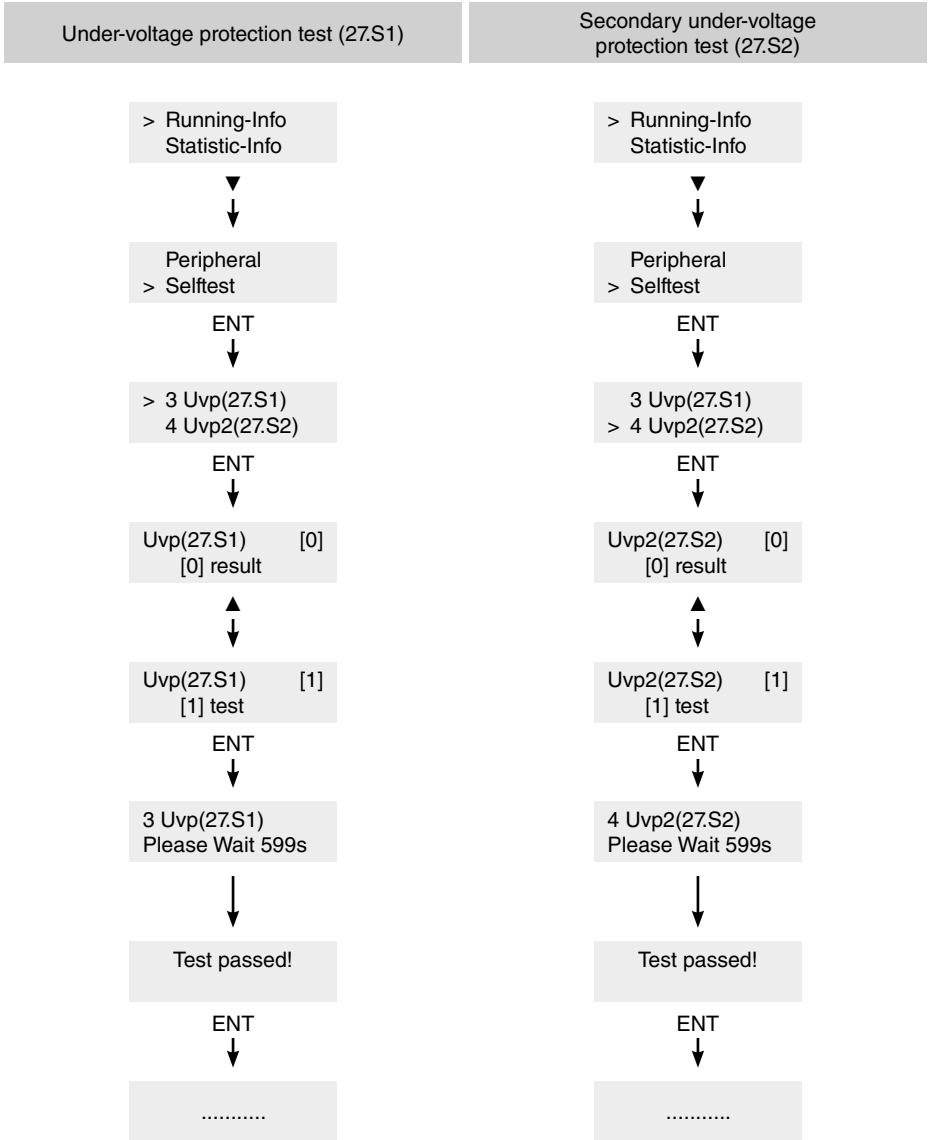 Under-voltage protection test (27.S1)
Secondary under-voltage
protection test (27.S2)
> Running-Info
Statistic-Info
▼
Peripheral
> Selftest
ENT
> 3 Uvp(27.S1)
4 Uvp2(27.S2)
ENT
Uvp(27.S1) [0]
[0] result
▲
Uvp(27.S1) [1]
[1] test
ENT
3 Uvp(27.S1)
Please Wait 599s
Test passed!
ENT
...........
> Running-Info
Statistic-Info
▼
Peripheral
> Selftest
ENT
3 Uvp(27.S1)
> 4 Uvp2(27.S2)
ENT
Uvp2(27.S2) [0]
[0] result
▲
Uvp2(27.S2) [1]
[1] test
ENT
4 Uvp2(27.S2)
Please Wait 599s
Test passed!
ENT
...........